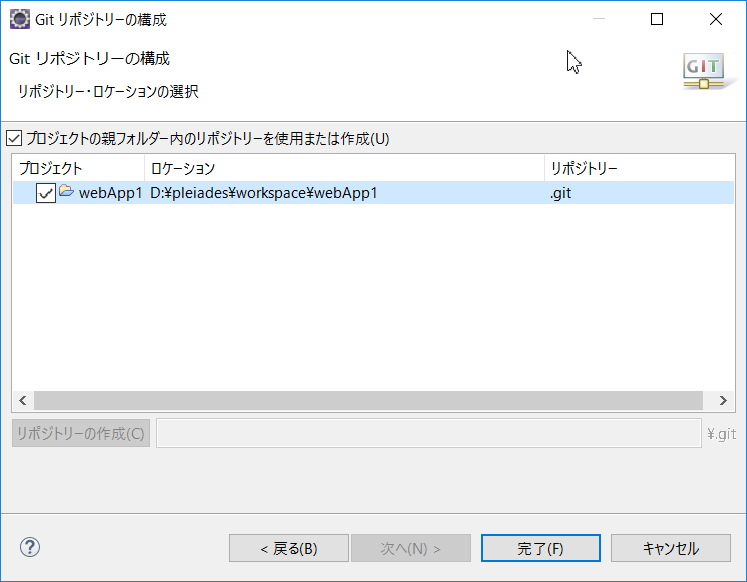 Git リポジトリーの構成
Git リポジトリーの構成
GIT
リポジトリー・ロケーションの選択
プロジェクトの親フォルダー内のリポジトリーを使用または作成(U)
プロジェクト ロケーション リポジトリー
webApp1 D:¥pleiades¥workspace¥webApp1 .git
リポジトリーの作成(C) ¥.git
? < 戻る(B) 次へ(N) > 完了(F) キャンセル